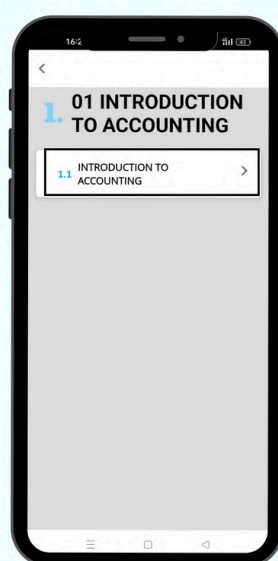 16:2
1. 01 INTRODUCTION
TO ACCOUNTING
1.1 INTRODUCTION TO
ACCOUNTING